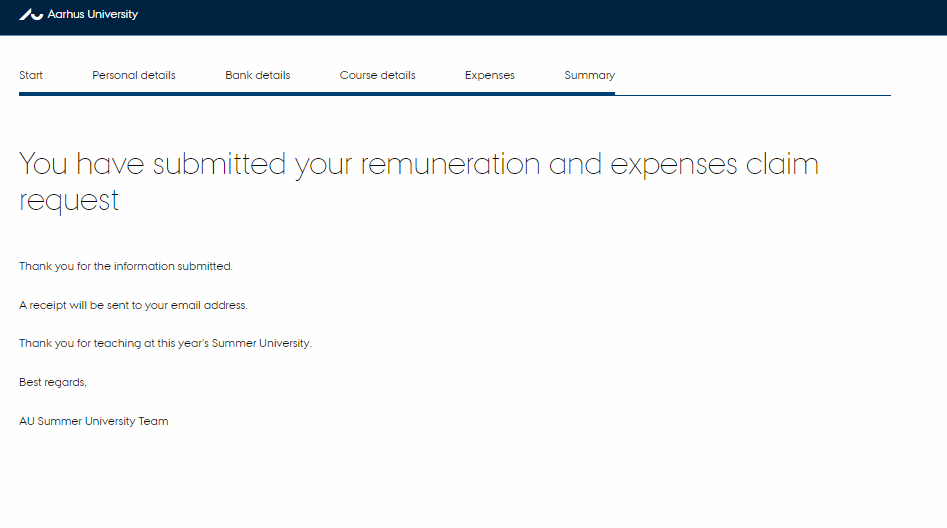 Aarhus University
Start Personal details Bank details Course details Expenses Summary
You have submitted your remuneration and expenses claim
request
Thank you for the information submitted.
A receipt will be sent to your email address.
Thank you for teaching at this year's Summer University.
Best regards,
AU Summer University Team